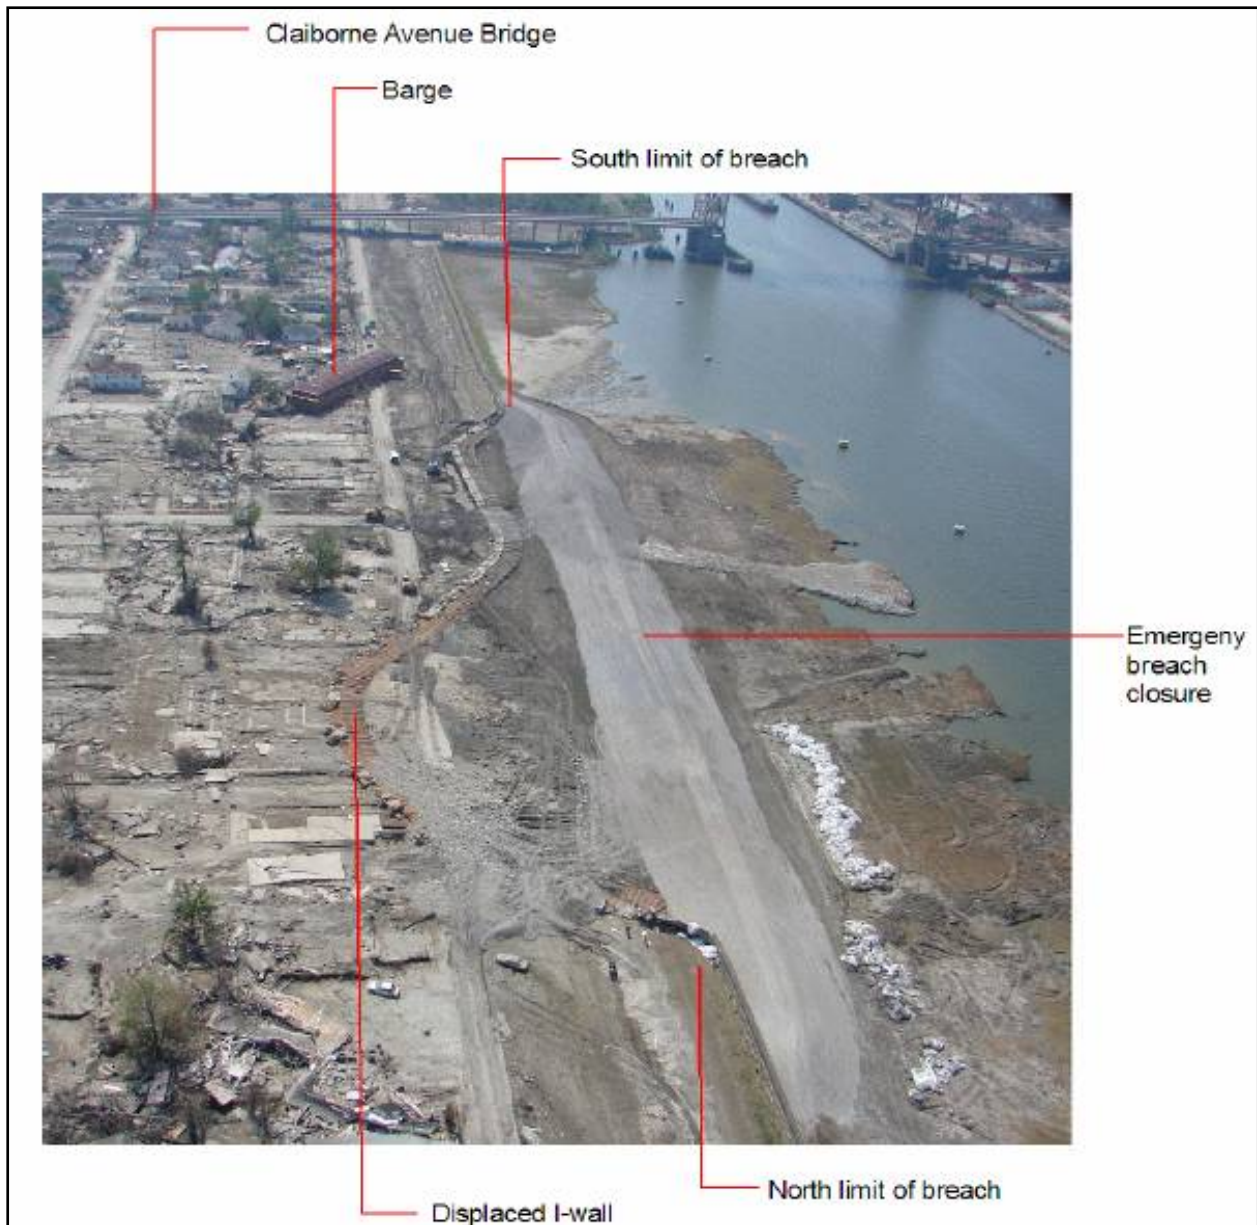 Claiborne Avenue Bridge
Barge
South limit of breach
Emergeny
breach
closure
North limit of breach
Displaced I-wall